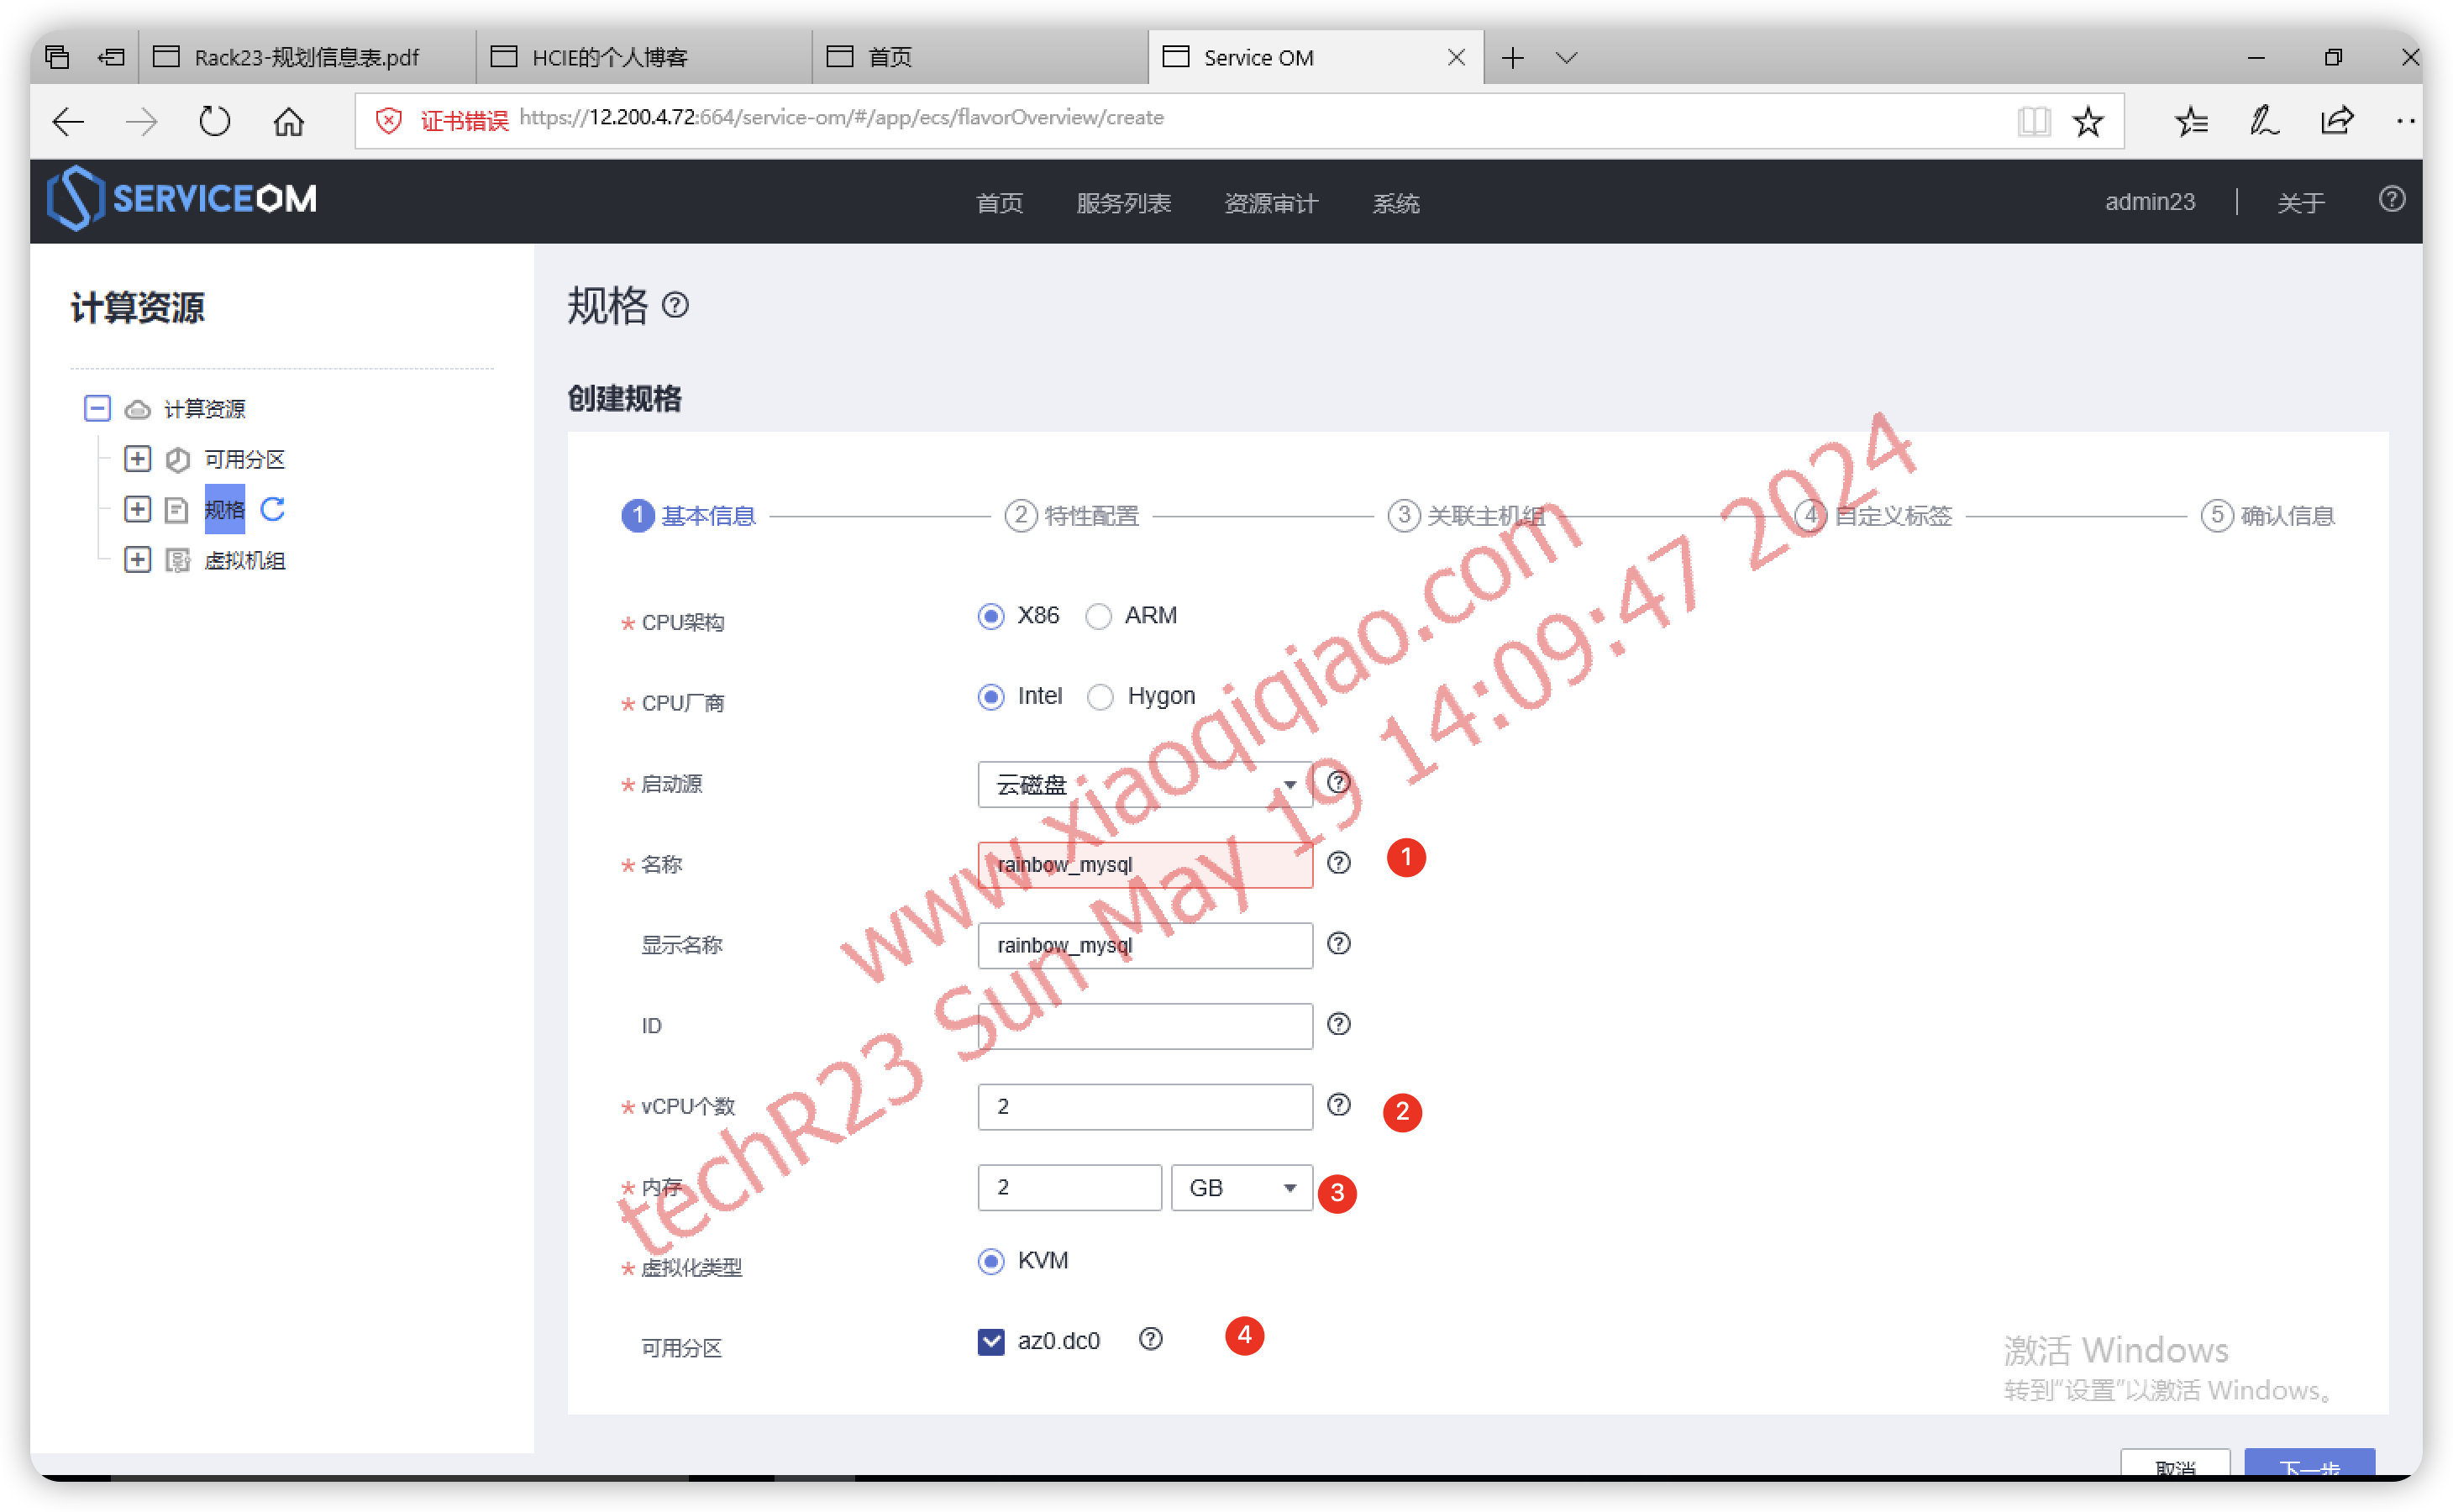 Rack23-规划信息表.pdf
HCIE的个人博客
首页
Service OM
证书错误 https://12.200.4.72:664/service-om/#/app/ecs/flavorOverview/create
SERVICEOM
首页 服务列表 资源审计 系统
admin23 | 关于
计算资源
计算资源
可用分区
规格
虚拟机组
规格
创建规格
1 基本信息 2 特性配置 3 关联主机组 4 自定义标签 5 确认信息
* CPU架构 X86 ARM
* CPU厂商 Intel Hygon
* 启动源 云磁盘
* 名称 rainbow_mysql 1
显示名称 rainbow_mysql
ID
* vCPU个数 2 2
* 内存 2 GB 3
* 虚拟化类型 KVM
可用分区 az0.dc0 4
www.xiaoqiqiao.com
techR23 Sun May 19 14:09:47 2024
激活 Windows
转到"设置"以激活 Windows。
取消 下一步